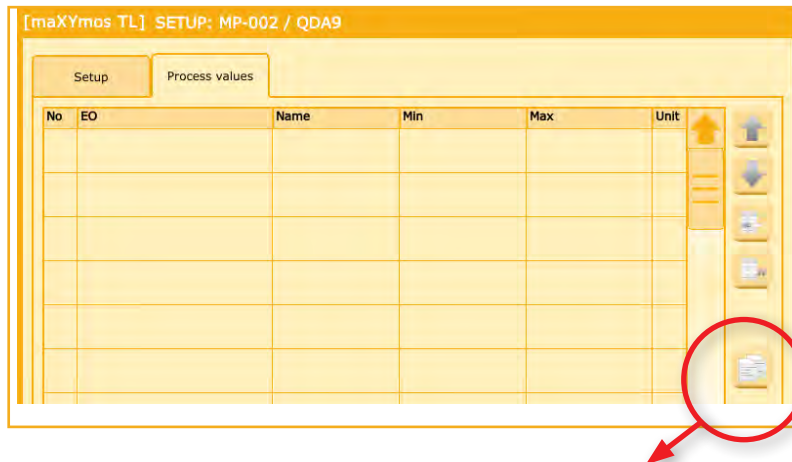 [maXYmos TL] SETUP: MP-002 / QDA9
Setup Process values
No EO Name Min Max Unit